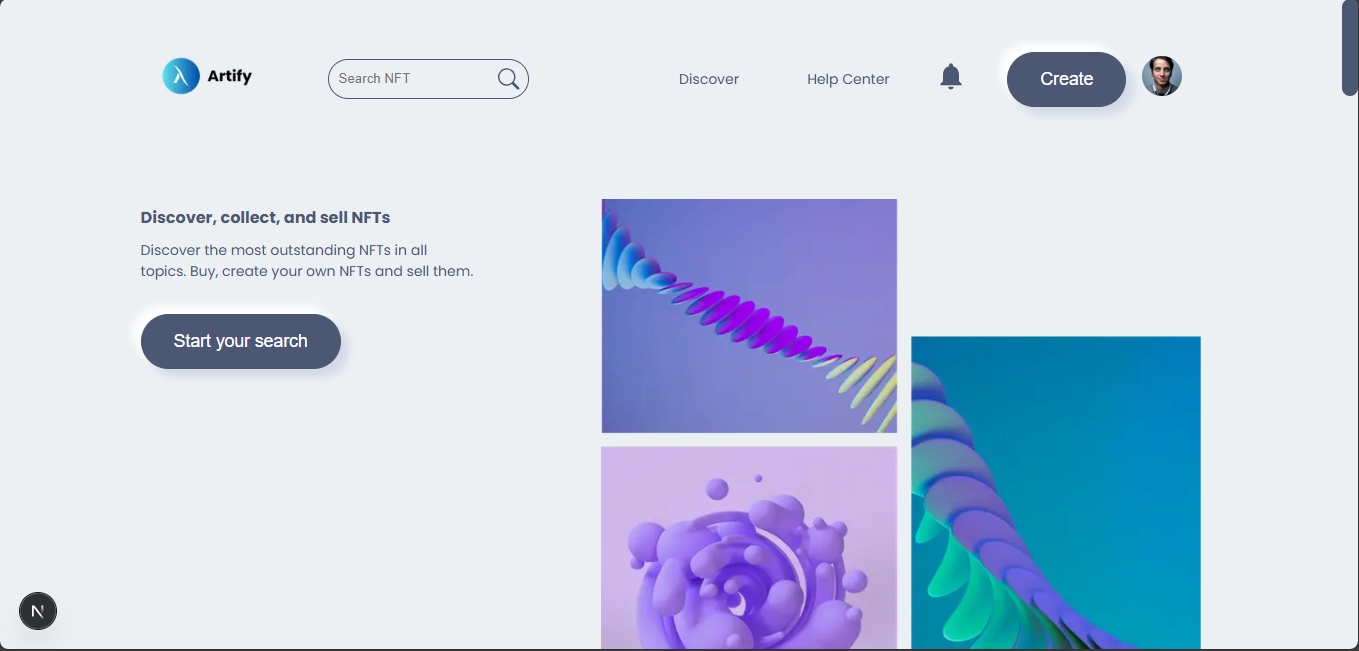 Artify
Search NFT
Discover
Help Center
Create
Discover, collect, and sell NFTs
Discover the most outstanding NFTs in all
topics. Buy, create your own NFTs and sell them.
Start your search
N